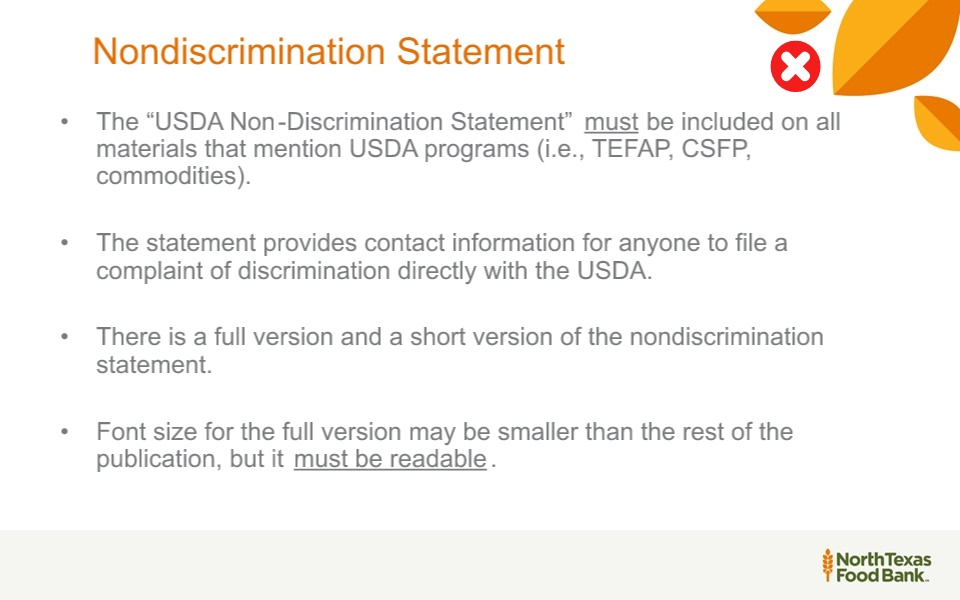 Nondiscrimination Statement
• The “USDA Non-Discrimination Statement” must be included on all
materials that mention USDA programs (i.e., TEFAP, CSFP,
commodities).
• The statement provides contact information for anyone to file a
complaint of discrimination directly with the USDA.
• There is a full version and a short version of the nondiscrimination
statement.
• Font size for the full version may be smaller than the rest of the
publication, but it must be readable.
North Texas
Food Bank